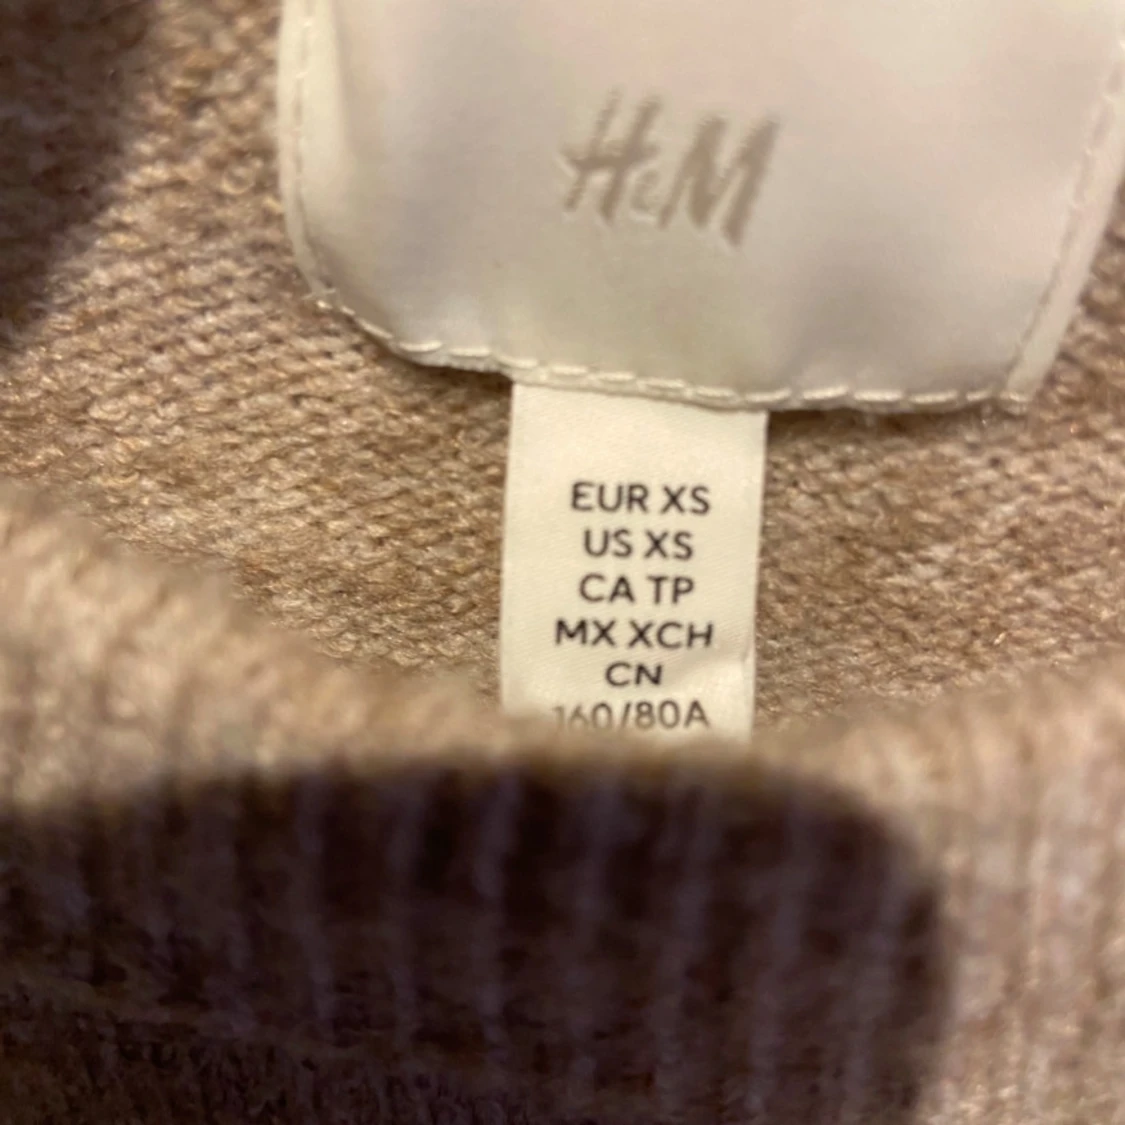 H&M
EUR XS
US XS
CA TP
MX XCH
CN
160/80A